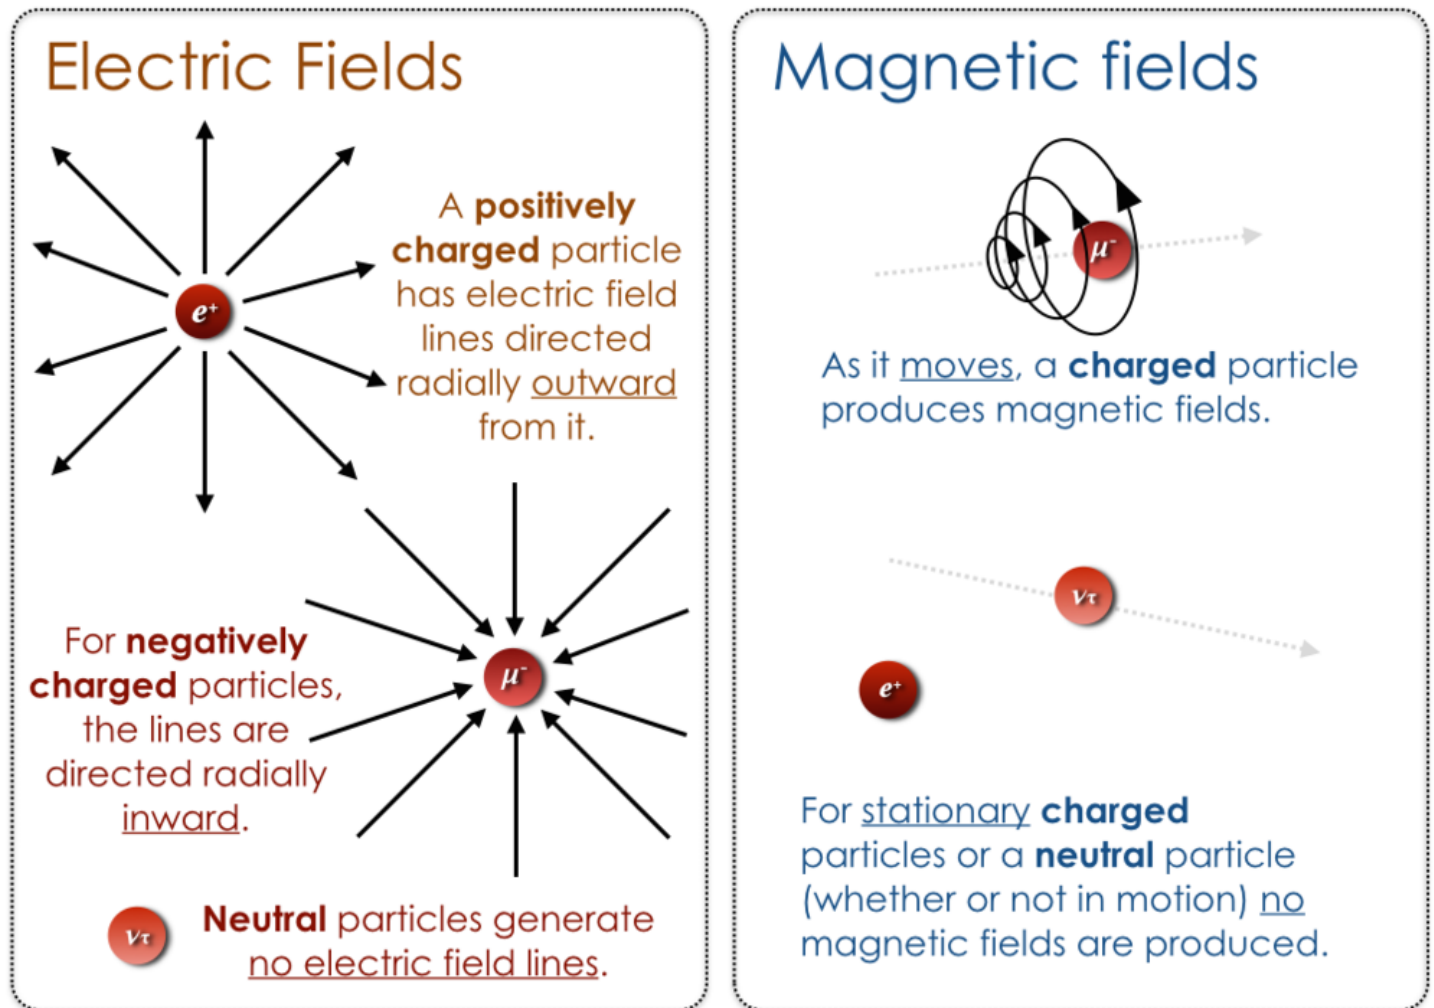 Electric Fields
e+
A positively
charged particle
has electric field
lines directed
radially outward
from it.
For negatively
charged particles,
the lines are
directed radially
inward.
μ-
ντ
Neutral particles generate
no electric field lines.
Magnetic fields
μ-
As it moves, a charged particle
produces magnetic fields.
ντ
e+
For stationary charged
particles or a neutral particle
(whether or not in motion) no
magnetic fields are produced.